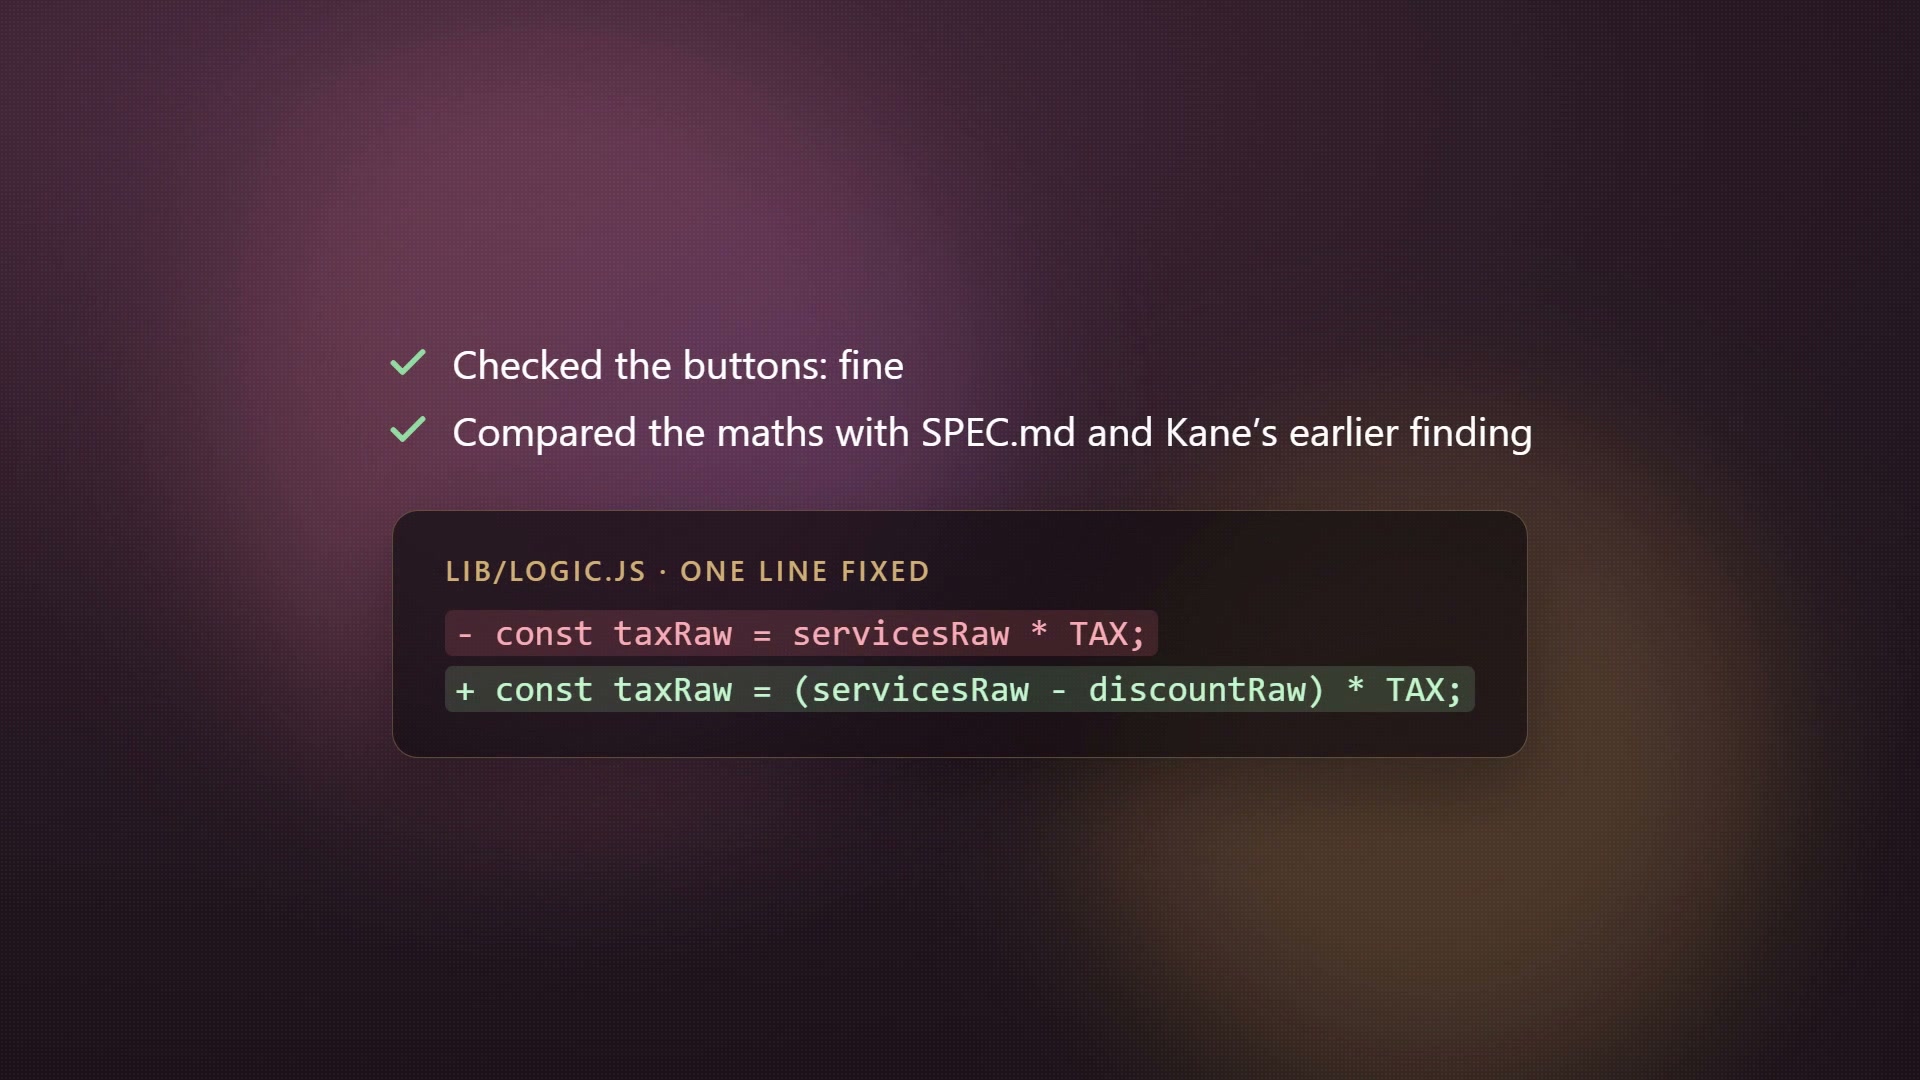 Checked the buttons: fine
Compared the maths with SPEC.md and Kane’s earlier finding
LIB/LOGIC.JS · ONE LINE FIXED
- const taxRaw = servicesRaw * TAX;
+ const taxRaw = (servicesRaw - discountRaw) * TAX;